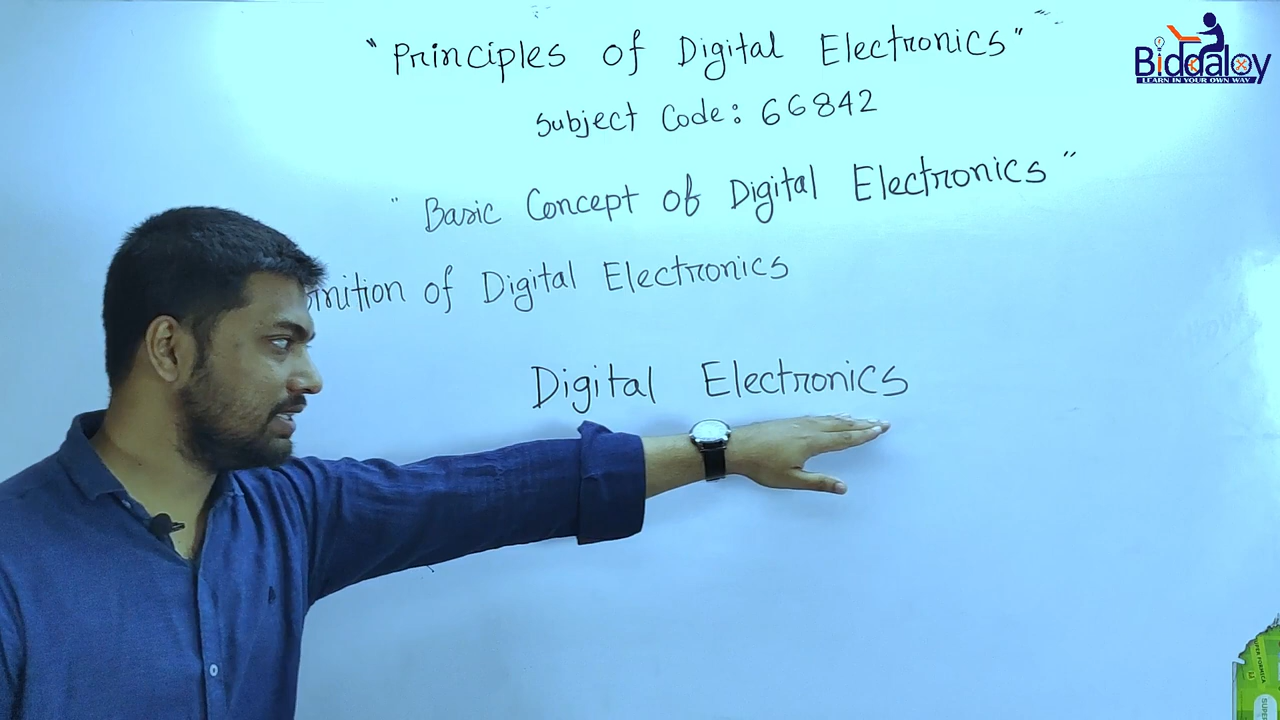 "Principles of Digital Electronics"
Subject Code: 66842
"Basic Concept of Digital Electronics"
inition of Digital Electronics
Digital Electronics
Biddaloy
LEARN IN YOUR OWN WAY